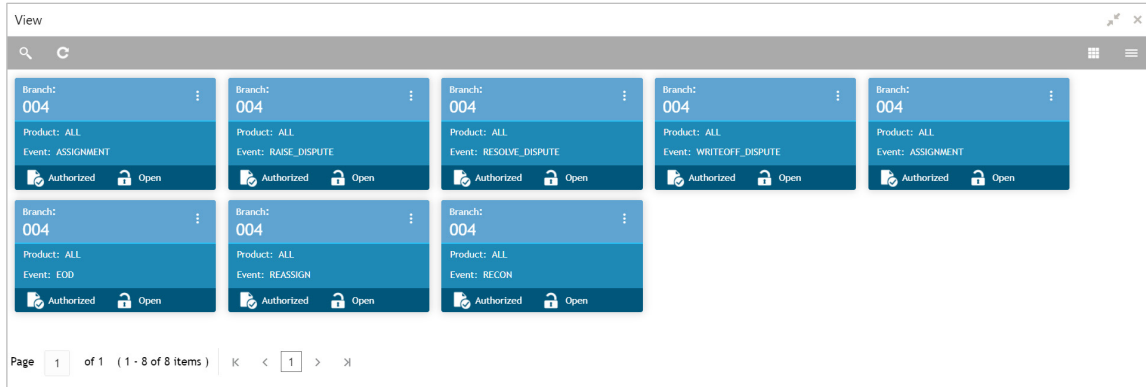 View
Branch: Branch: Branch: Branch: Branch:
004 004 004 004 004
Product: ALL Product: ALL Product: ALL Product: ALL Product: ALL
Event: ASSIGNMENT Event: RAISE_DISPUTE Event: RESOLVE_DISPUTE Event: WRITEOFF_DISPUTE Event: ASSIGNMENT
Authorized Open Authorized Open Authorized Open Authorized Open Authorized Open
Branch: Branch: Branch:
004 004 004
Product: ALL Product: ALL Product: ALL
Event: EOD Event: REASSIGN Event: RECON
Authorized Open Authorized Open Authorized Open
Page 1 of 1 ( 1 - 8 of 8 items ) 1